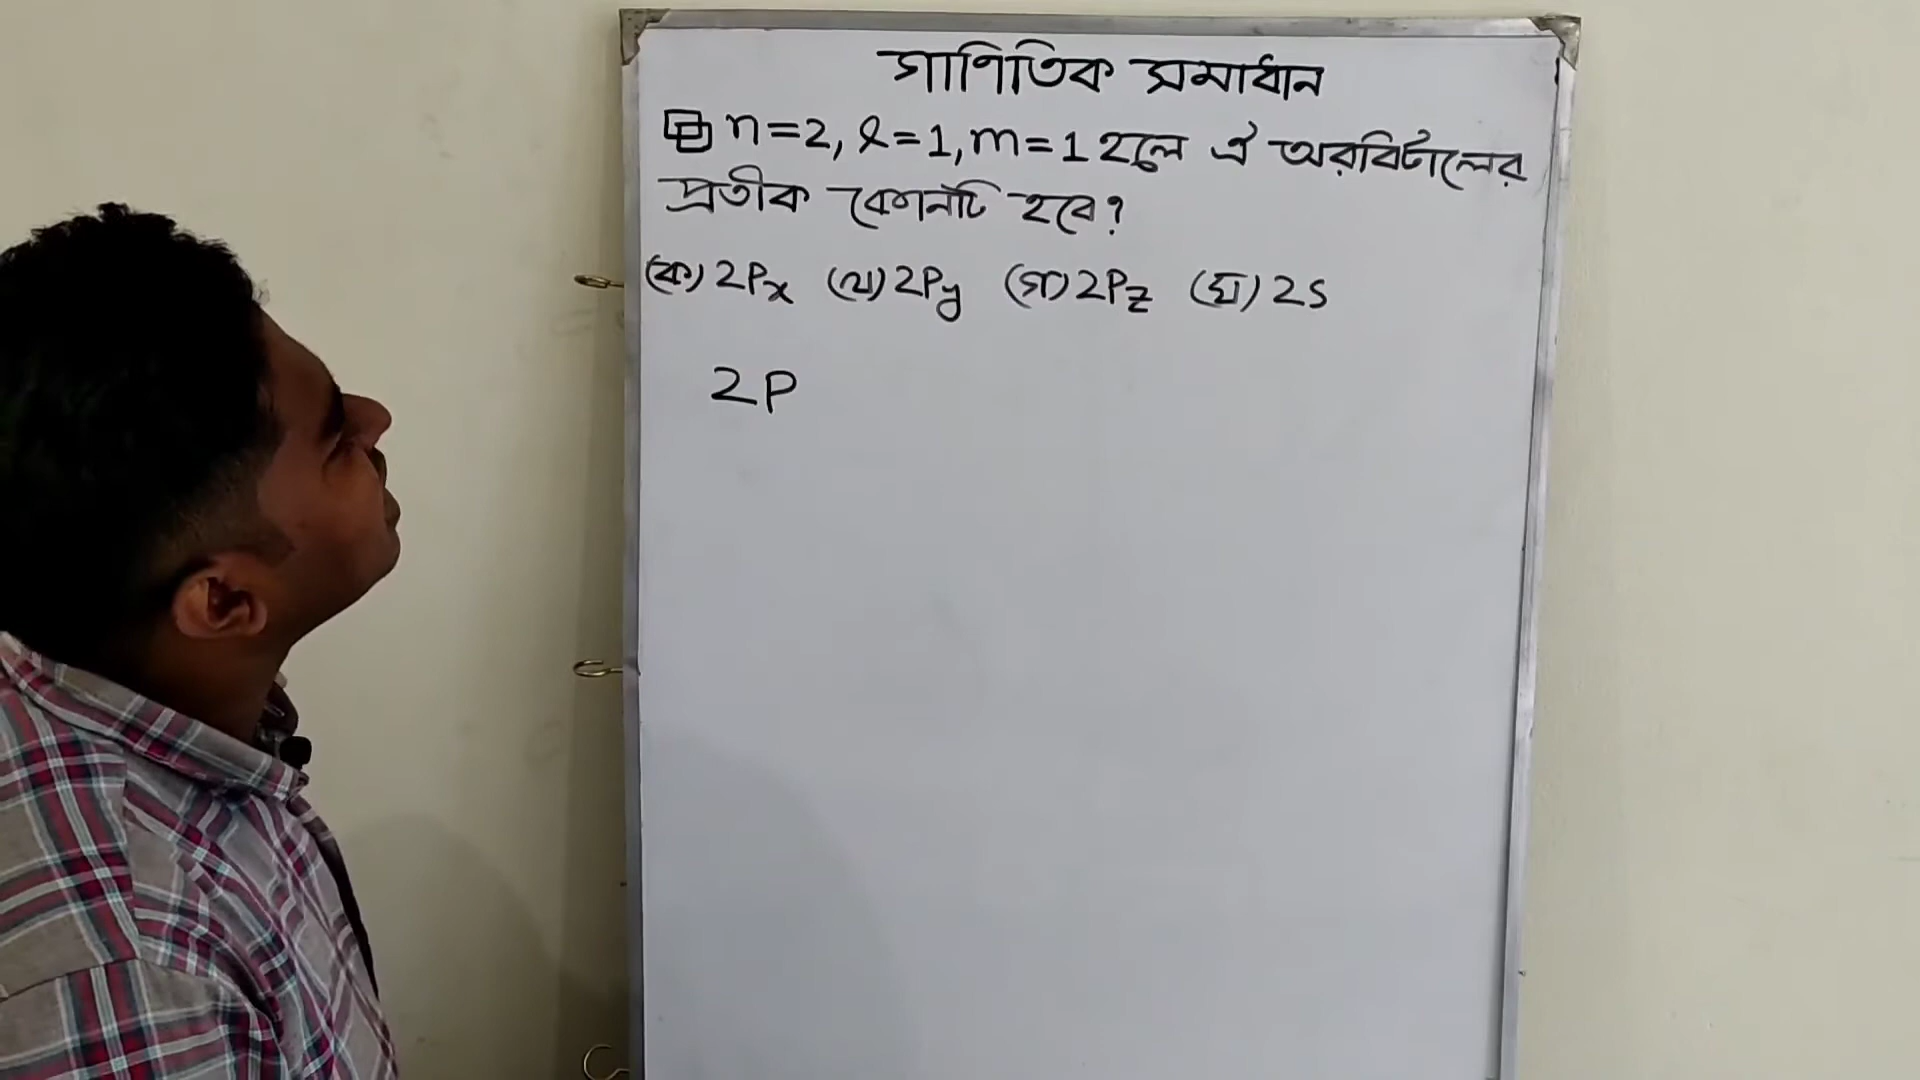 গাণিতিক সমাধান
n=2, l=1, m=1 হলে ঐ অরবিটালের
প্রতীক কোনটি হবে?
(ক) 2Px (খ) 2Py (গ) 2Pz (ঘ) 2S
2P